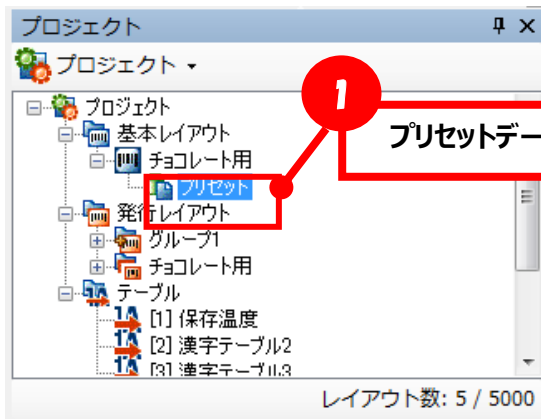 プロジェクト
プロジェクト
1
プロジェクト
基本レイアウト
チョコレート用
プリセットデー
プリセット
発行レイアウト
グループ1
チョコレート用
テーブル
[1] 保存温度
[2] 漢字テーブル2
[3] 漢字テーブル3
レイアウト数: 5 / 5000